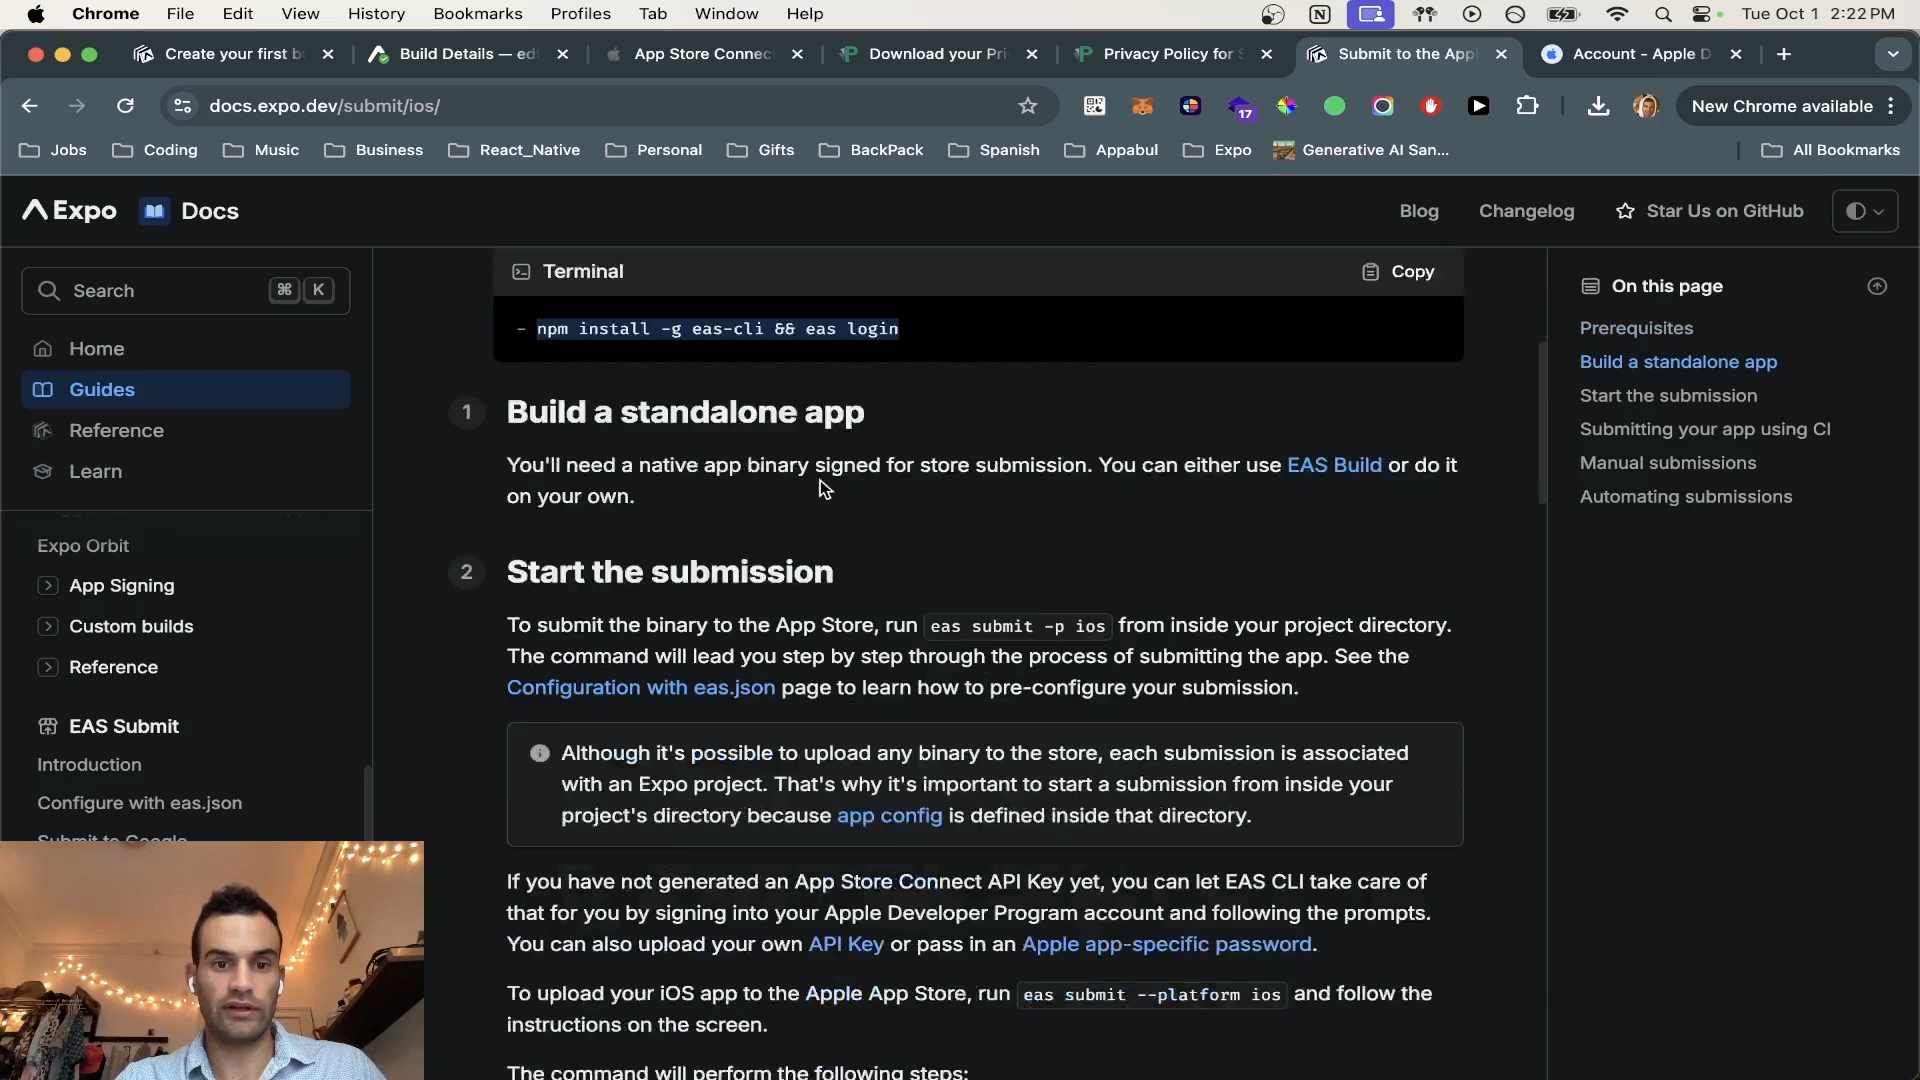 Chrome File Edit View History Bookmarks Profiles Tab Window Help Tue Oct 1 2:22 PM
Create your first b Build Details — ed App Store Connec Download your Pri Privacy Policy for Submit to the App Account - Apple D
docs.expo.dev/submit/ios/ 17 New Chrome available
Jobs Coding Music Business React_Native Personal Gifts BackPack Spanish Appabul Expo Generative AI San... All Bookmarks
Expo Docs Blog Changelog Star Us on GitHub
Search ⌘ K
Home
Guides
Reference
Learn
Expo Orbit
App Signing
Custom builds
Reference
EAS Submit
Introduction
Configure with eas.json
Submit to Google
Terminal Copy
- npm install -g eas-cli && eas login
1 Build a standalone app
You'll need a native app binary signed for store submission. You can either use EAS Build or do it
on your own.
2 Start the submission
To submit the binary to the App Store, run eas submit -p ios from inside your project directory.
The command will lead you step by step through the process of submitting the app. See the
Configuration with eas.json page to learn how to pre-configure your submission.
Although it's possible to upload any binary to the store, each submission is associated
with an Expo project. That's why it's important to start a submission from inside your
project's directory because app config is defined inside that directory.
If you have not generated an App Store Connect API Key yet, you can let EAS CLI take care of
that for you by signing into your Apple Developer Program account and following the prompts.
You can also upload your own API Key or pass in an Apple app-specific password.
To upload your iOS app to the Apple App Store, run eas submit --platform ios and follow the
instructions on the screen.
The command will perform the following steps:
On this page
Prerequisites
Build a standalone app
Start the submission
Submitting your app using CI
Manual submissions
Automating submissions